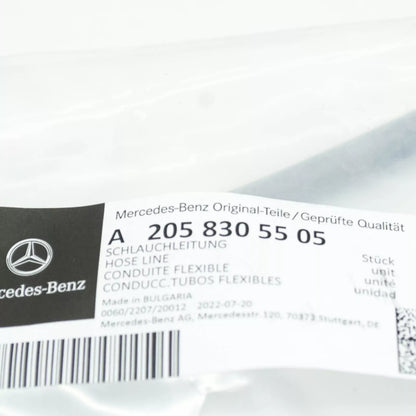 Mercedes-Benz Original-Teile/Geprüfte Qualität
A 205 830 55 05
SCHLAUCHLEITUNG
HOSE LINE
CONDUITE FLEXIBLE
CONDUCC.TUBOS FLEXIBLES
Stück
unit
unité
unidad
Made in BULGARIA
0060/2207/20012 2022-07-20
Mercedes-Benz AG, Mercedesstr.120, 70373 Stuttgart, DE
cedes-Benz